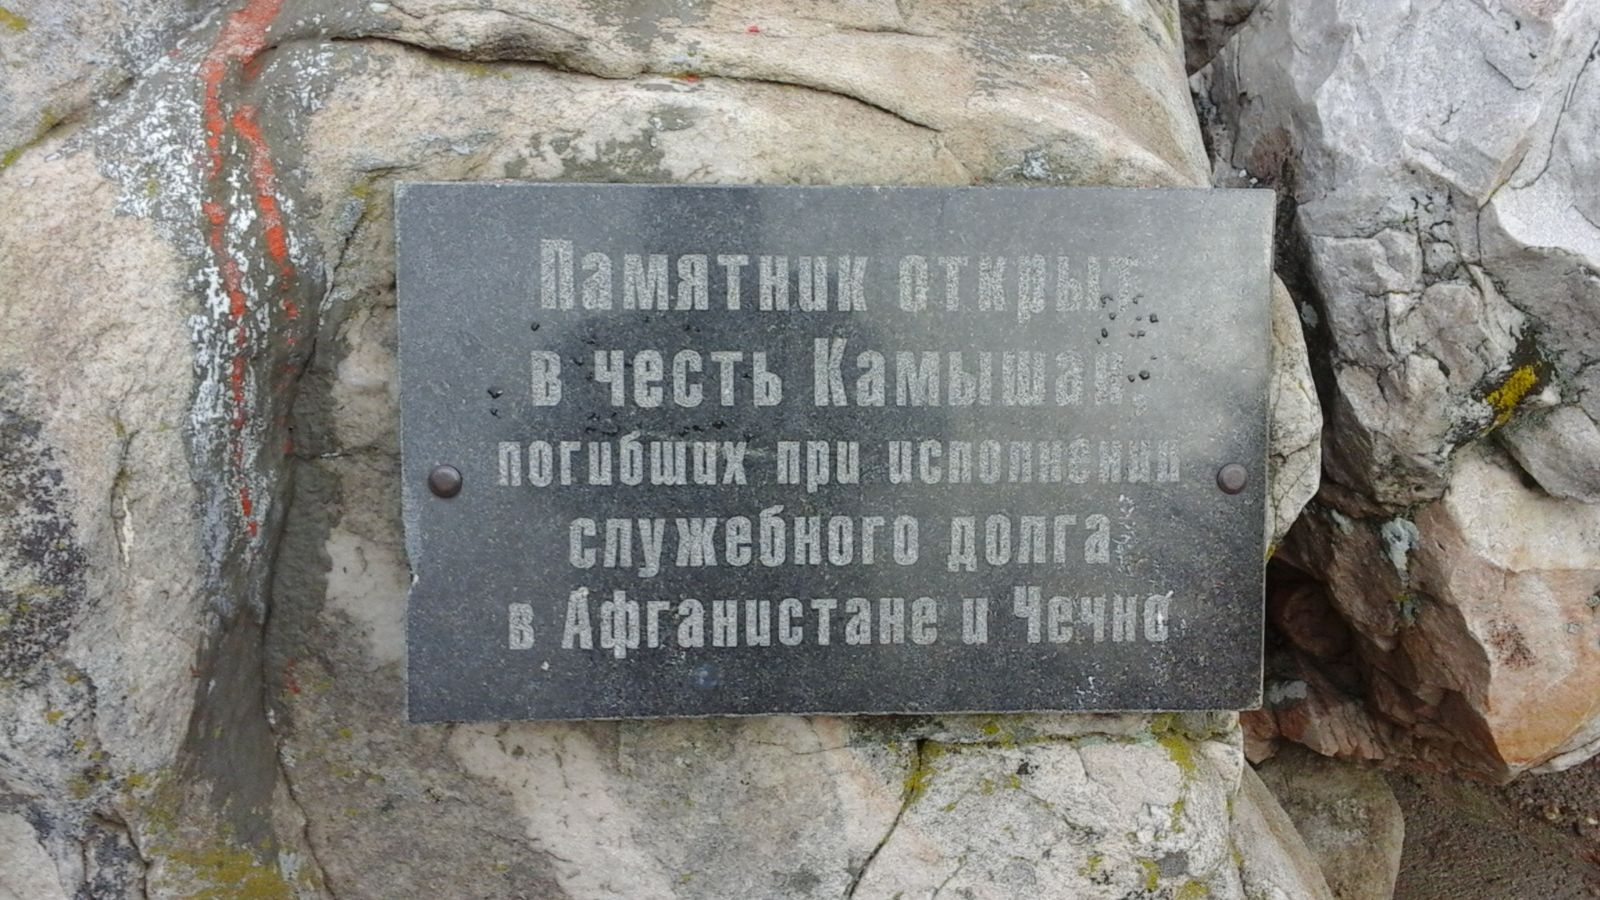 Памятник открыт
в честь Камышан,
погибших при исполнении
служебного долга
в Афганистане и Чечне